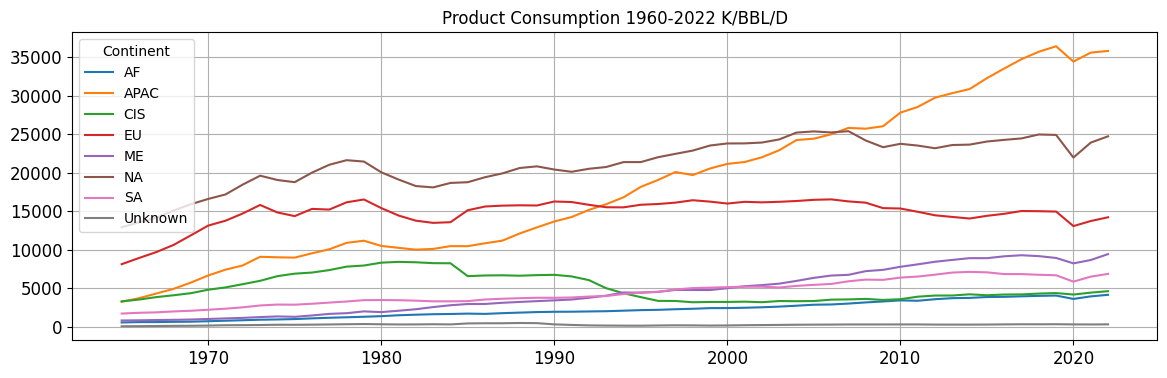 Product Consumption 1960-2022 K/BBL/D
Continent
AF
APAC
CIS
EU
ME
NA
SA
Unknown
35000
30000
25000
20000
15000
10000
5000
0
1970 1980 1990 2000 2010 2020